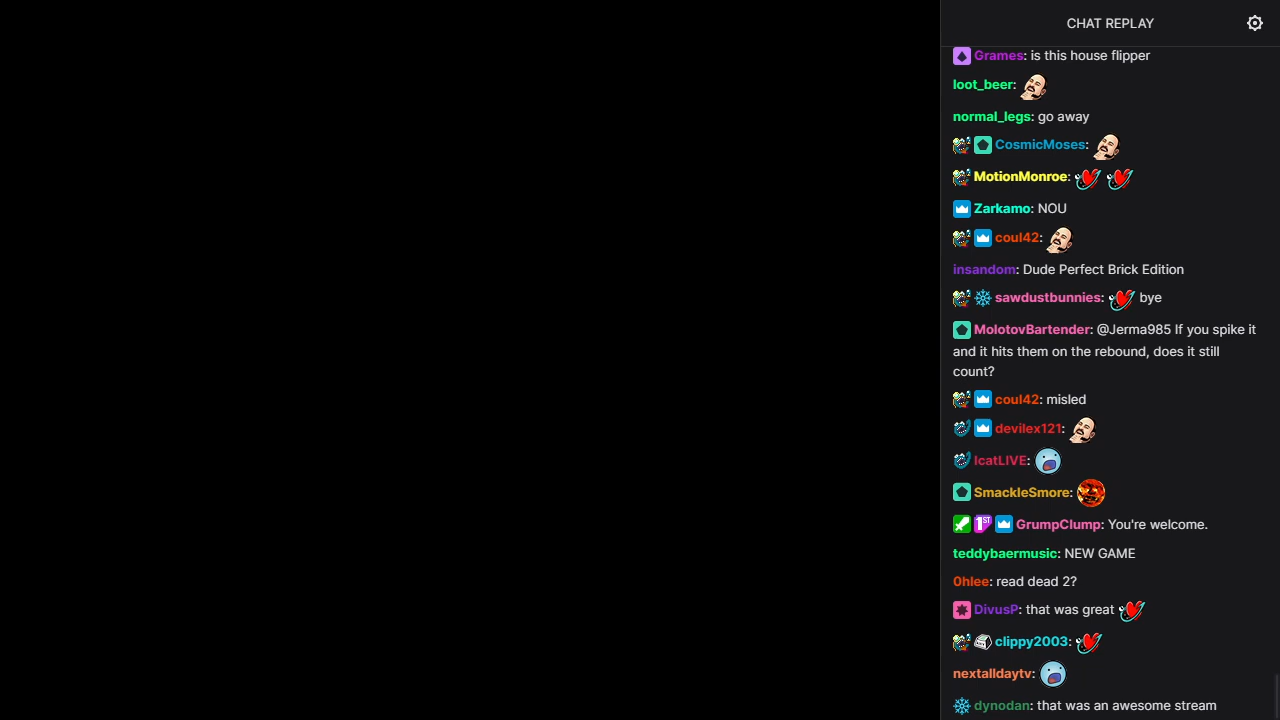 CHAT REPLAY
Grames: is this house flipper
loot_beer:
normal_legs: go away
CosmicMoses:
MotionMonroe:
Zarkamo: NOU
coul42:
insandom: Dude Perfect Brick Edition
sawdustbunnies: bye
MolotovBartender: @Jerma985 If you spike it
and it hits them on the rebound, does it still
count?
coul42: misled
devilex121:
IcatLIVE:
SmackleSmore:
1ST GrumpClump: You're welcome.
teddybaermusic: NEW GAME
0hlee: read dead 2?
DivusP: that was great
clippy2003:
nextalldaytv:
dynodan: that was an awesome stream